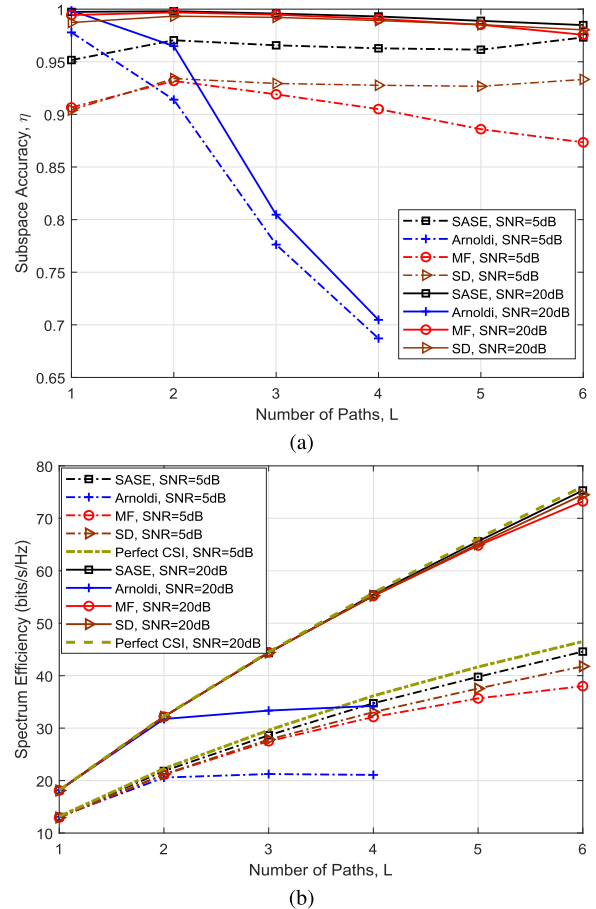 1
0.95
0.9
0.85
0.8
0.75
0.7
0.65
Subspace Accuracy, η
SASE, SNR=5dB
Arnoldi, SNR=5dB
MF, SNR=5dB
SD, SNR=5dB
SASE, SNR=20dB
Arnoldi, SNR=20dB
MF, SNR=20dB
SD, SNR=20dB
1 2 3 4 5 6
Number of Paths, L
(a)
80
70
60
50
40
30
20
10
Spectrum Efficiency (bits/s/Hz)
SASE, SNR=5dB
Arnoldi, SNR=5dB
MF, SNR=5dB
SD, SNR=5dB
Perfect CSI, SNR=5dB
SASE, SNR=20dB
Arnoldi, SNR=20dB
MF, SNR=20dB
SD, SNR=20dB
Perfect CSI, SNR=20dB
1 2 3 4 5 6
Number of Paths, L
(b)